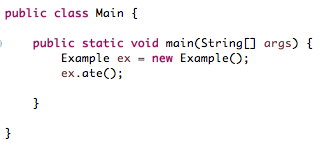 public class Main {
public static void main(String[] args) {
Example ex = new Example();
ex.ate();
}
}